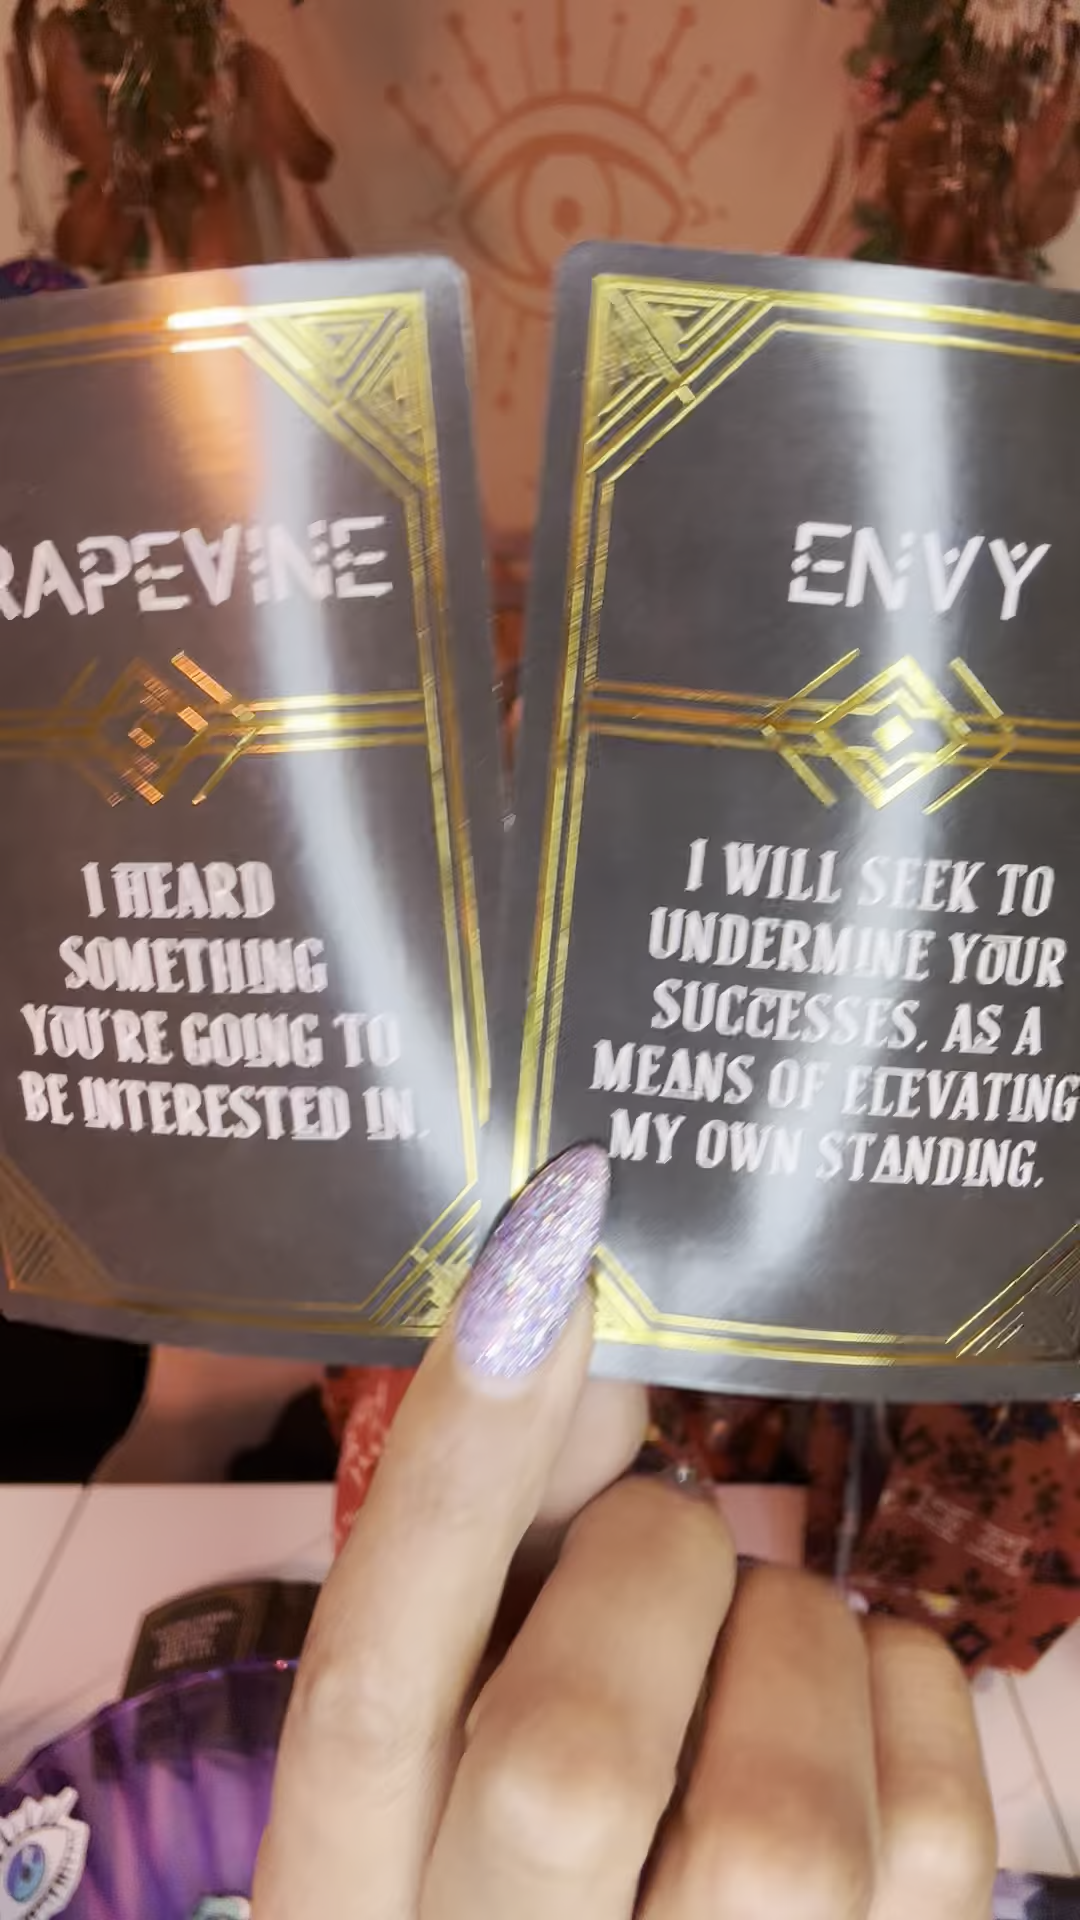 RAPEVINE
I HEARD
SOMETHING
YOU'RE GOING TO
BE INTERESTED IN.
ENVY
I WILL SEEK TO
UNDERMINE YOUR
SUCCESSES, AS A
MEANS OF ELEVATING
MY OWN STANDING.